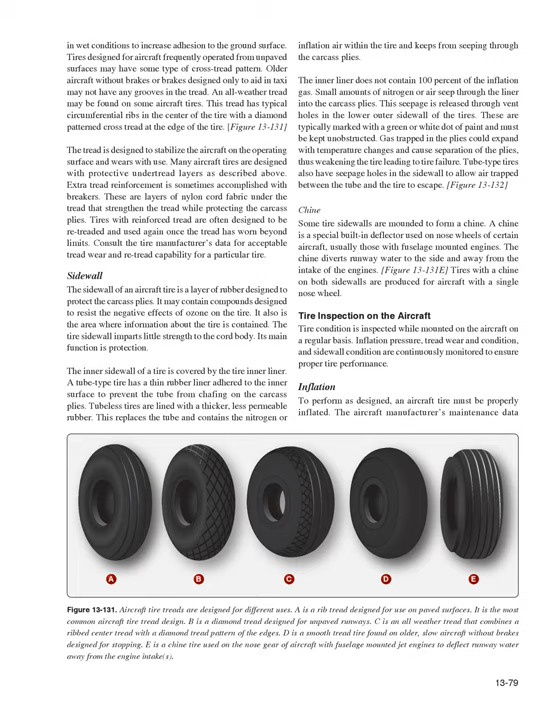 in wet conditions to increase adhesion to the ground surface.
Tires designed for aircraft frequently operated from unpaved
surfaces may have some type of cross-tread pattern. Older
aircraft without brakes or brakes designed only to aid in taxi
may not have any grooves in the tread. An all-weather tread
may be found on some aircraft tires. This tread has typical
circumferential ribs in the center of the tire with a diamond
patterned cross tread at the edge of the tire. [Figure 13-131]
The tread is designed to stabilize the aircraft on the operating
surface and wears with use. Many aircraft tires are designed
with protective undertread layers as described above.
Extra tread reinforcement is sometimes accomplished with
breakers. These are layers of nylon cord fabric under the
tread that strengthen the tread while protecting the carcass
plies. Tires with reinforced tread are often designed to be
re-treaded and used again once the tread has worn beyond
limits. Consult the tire manufacturer's data for acceptable
tread wear and re-tread capability for a particular tire.
Sidewall
The sidewall of an aircraft tire is a layer of rubber designed to
protect the carcass plies. It may contain compounds designed
to resist the negative effects of ozone on the tire. It also is
the area where information about the tire is contained. The
tire sidewall imparts little strength to the cord body. Its main
function is protection.
The inner sidewall of a tire is covered by the tire inner liner.
A tube-type tire has a thin rubber liner adhered to the inner
surface to prevent the tube from chafing on the carcass
plies. Tubeless tires are lined with a thicker, less permeable
rubber. This replaces the tube and contains the nitrogen or
inflation air within the tire and keeps from seeping through
the carcass plies.
The inner liner does not contain 100 percent of the inflation
gas. Small amounts of nitrogen or air seep through the liner
into the carcass plies. This seepage is released through vent
holes in the lower outer sidewall of the tires. These are
typically marked with a green or white dot of paint and must
be kept unobstructed. Gas trapped in the plies could expand
with temperature changes and cause separation of the plies,
thus weakening the tire leading to tire failure. Tube-type tires
also have seepage holes in the sidewall to allow air trapped
between the tube and the tire to escape. [Figure 13-132]
Chine
Some tire sidewalls are mounded to form a chine. A chine
is a special built-in deflector used on nose wheels of certain
aircraft, usually those with fuselage mounted engines. The
chine diverts runway water to the side and away from the
intake of the engines. [Figure 13-131E] Tires with a chine
on both sidewalls are produced for aircraft with a single
nose wheel.
Tire Inspection on the Aircraft
Tire condition is inspected while mounted on the aircraft on
a regular basis. Inflation pressure, tread wear and condition,
and sidewall condition are continuously monitored to ensure
proper tire performance.
Inflation
To perform as designed, an aircraft tire must be properly
inflated. The aircraft manufacturer's maintenance data
A B C D E
Figure 13-131. Aircraft tire treads are designed for different uses. A is a rib tread designed for use on paved surfaces. It is the most
common aircraft tire tread design. B is a diamond tread designed for unpaved runways. C is an all weather tread that combines a
ribbed center tread with a diamond tread pattern of the edges. D is a smooth tire found on older, slow aircraft without brakes
designed for stopping. E is a chine tire used on the nose gear of aircraft with fuselage mounted jet engines to deflect runway water
away from the engine intake(s).
13-79